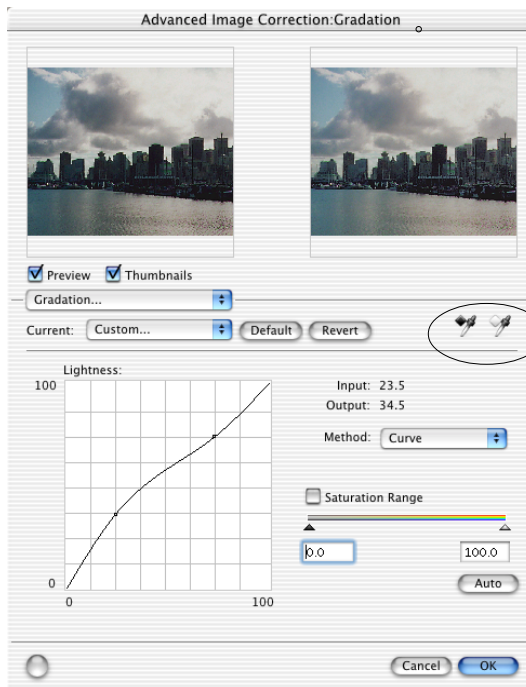 Advanced Image Correction:Gradation
Preview Thumbnails
Gradation...
Current: Custom... Default Revert
Lightness:
100
0
0 100
Input: 23.5
Output: 34.5
Method: Curve
Saturation Range
0.0 100.0
Auto
Cancel OK